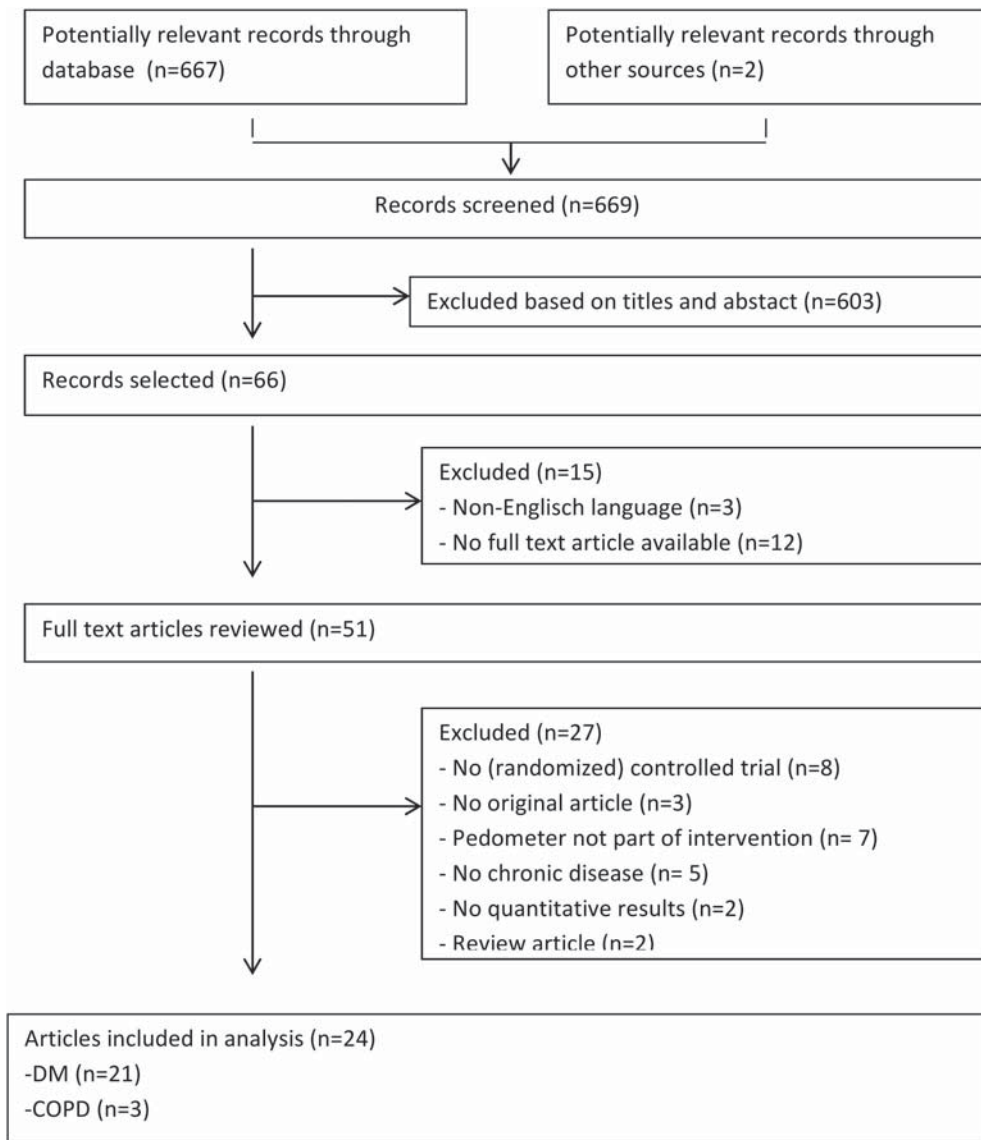 Potentially relevant records through
database (n=667)
Potentially relevant records through
other sources (n=2)
Records screened (n=669)
Excluded based on titles and abstact (n=603)
Records selected (n=66)
Excluded (n=15)
- Non-Englisch language (n=3)
- No full text article available (n=12)
Full text articles reviewed (n=51)
Excluded (n=27)
- No (randomized) controlled trial (n=8)
- No original article (n=3)
- Pedometer not part of intervention (n= 7)
- No chronic disease (n= 5)
- No quantitative results (n=2)
- Review article (n=2)
Articles included in analysis (n=24)
-DM (n=21)
-COPD (n=3)